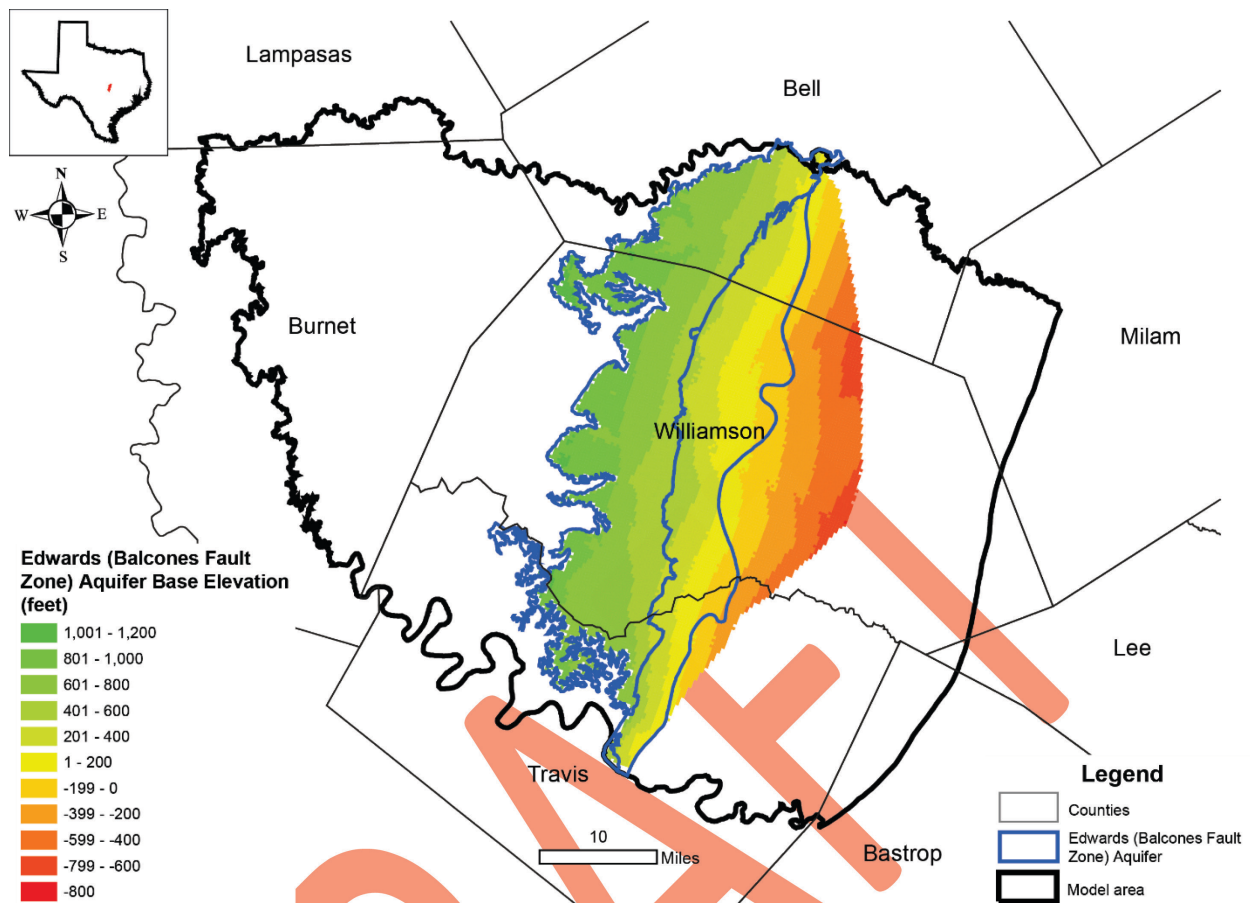 Lampasas
Bell
N
W
E
S
Burnet
Milam
Williamson
Edwards (Balcones Fault
Zone) Aquifer Base Elevation
(feet)
1,001 - 1,200
801 - 1,000
601 - 800
401 - 600
201 - 400
1 - 200
-199 - 0
-399 - -200
-599 - -400
-799 - -600
-800
Lee
Travis
Bastrop
10
Miles
Legend
Counties
Edwards (Balcones Fault
Zone) Aquifer
Model area